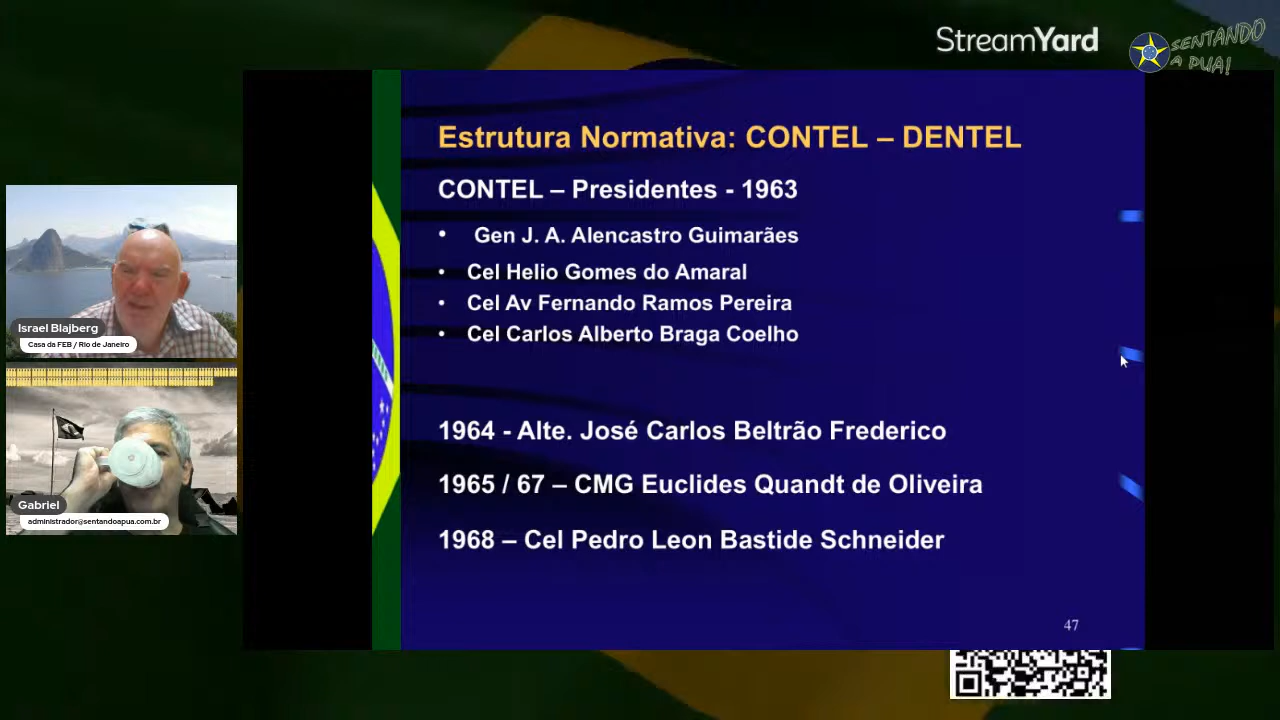 StreamYard
SENTANDO
A PUA!
Estrutura Normativa: CONTEL – DENTEL
CONTEL – Presidentes - 1963
• Gen J. A. Alencastro Guimarães
• Cel Helio Gomes do Amaral
• Cel Av Fernando Ramos Pereira
• Cel Carlos Alberto Braga Coelho
1964 - Alte. José Carlos Beltrão Frederico
1965 / 67 – CMG Euclides Quandt de Oliveira
1968 – Cel Pedro Leon Bastide Schneider
47
Israel Blajberg
Casa da FEB / Rio de Janeiro
Gabriel
administrador@sentandoapua.com.br